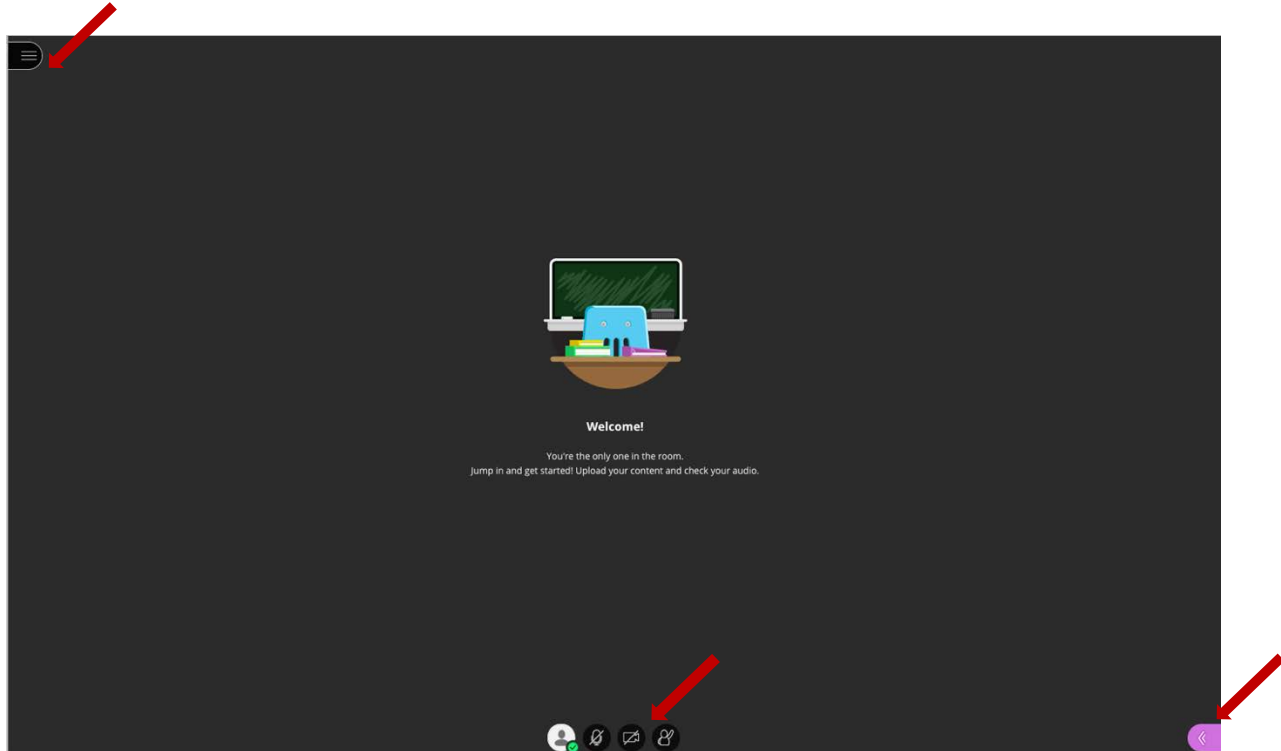 Welcome!
You're the only one in the room.
Jump in and get started! Upload your content and check your audio.